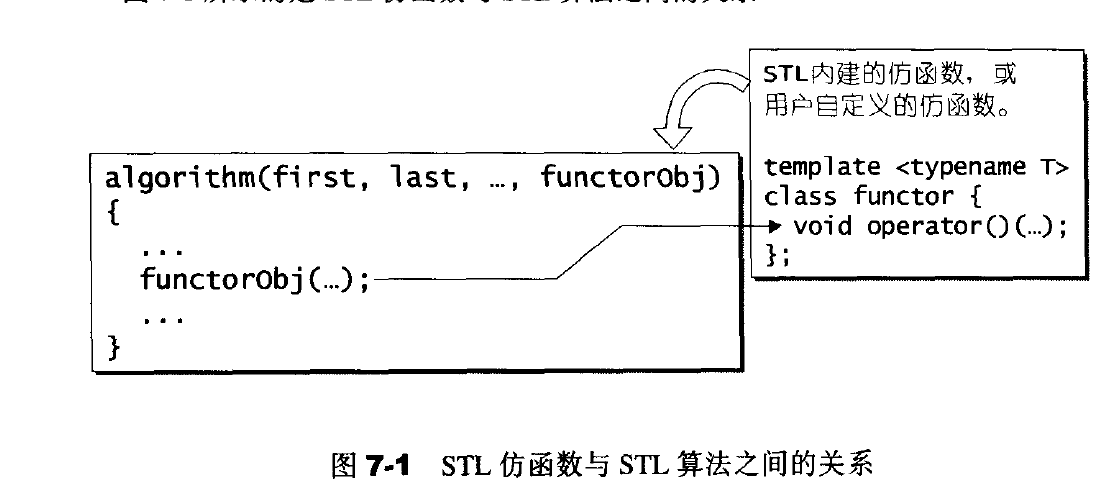 algorithm(first, last, …, functorObj)
{
...
functorObj(…);
...
}
STL内建的仿函数，或
用户自定义的仿函数。
template <typename T>
class functor {
void operator()(…);
};
图 7-1 STL 仿函数与 STL 算法之间的关系